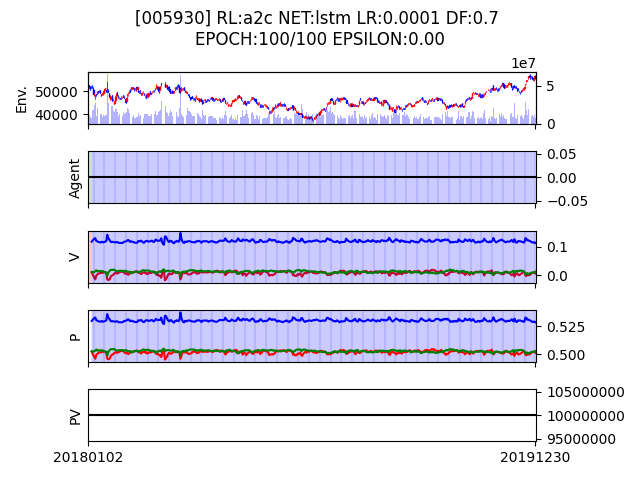 [005930] RL:a2c NET:lstm LR:0.0001 DF:0.7
EPOCH:100/100 EPSILON:0.00
1e7
Env.
50000
40000
5
0
Agent
0.05
0.00
−0.05
V
0.1
0.0
P
0.525
0.500
PV
105000000
100000000
95000000
20180102
20191230